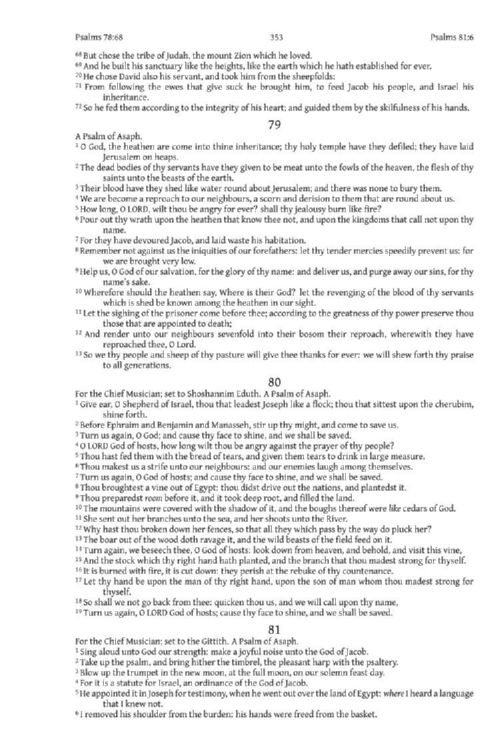 Psalms 78:68 353 Psalms 81:6
68 But chose the tribe of Judah, the mount Zion which he loved.
69 And he built his sanctuary like the heights, like the earth which he hath established for ever.
70 He chose David also his servant, and took him from the sheepfolds:
71 From following the ewes that give suck he brought him, to feed Jacob his people, and Israel his
inheritance.
72 So he fed them according to the integrity of his heart; and guided them by the skilfulness of his hands.
79
A Psalm of Asaph.
1 O God, the heathen are come into thine inheritance; thy holy temple have they defiled; they have laid
Jerusalem on heaps.
2 The dead bodies of thy servants have they given to be meat unto the fowls of the heaven, the flesh of thy
saints unto the beasts of the earth.
3 Their blood have they shed like water round about Jerusalem; and there was none to bury them.
4 We are become a reproach to our neighbours, a scorn and derision to them that are round about us.
5 How long, O LORD, wilt thou be angry for ever? shall thy jealousy burn like fire?
6 Pour out thy wrath upon the heathen that know thee not, and upon the kingdoms that call not upon thy
name.
7 For they have devoured Jacob, and laid waste his habitation.
8 Remember not against us the iniquities of our forefathers: let thy tender mercies speedily prevent us: for
we are brought very low.
9 Help us, O God of our salvation, for the glory of thy name: and deliver us, and purge away our sins, for thy
name's sake.
10 Wherefore should the heathen say, Where is their God? let the revenging of the blood of thy servants
which is shed be known among the heathen in our sight.
11 Let the sighing of the prisoner come before thee; according to the greatness of thy power preserve thou
those that are appointed to death;
12 And render unto our neighbours sevenfold into their bosom their reproach, wherewith they have
reproached thee, O Lord.
13 So we thy people and sheep of thy pasture will give thee thanks for ever: we will shew forth thy praise
to all generations.
80
For the Chief Musician; set to Shoshannim Eduth. A Psalm of Asaph.
1 Give ear, O Shepherd of Israel, thou that leadest Joseph like a flock; thou that sittest upon the cherubim,
shine forth.
2 Before Ephraim and Benjamin and Manasseh, stir up thy might, and come to save us.
3 Turn us again, O God; and cause thy face to shine, and we shall be saved.
4 O LORD God of hosts, how long wilt thou be angry against the prayer of thy people?
5 Thou hast fed them with the bread of tears, and given them tears to drink in large measure.
6 Thou makest us a strife unto our neighbours: and our enemies laugh among themselves.
7 Turn us again, O God of hosts; and cause thy face to shine, and we shall be saved.
8 Thou broughtest a vine out of Egypt: thou didst drive out the nations, and plantedst it.
9 Thou preparedst room before it, and it took deep root, and filled the land.
10 The mountains were covered with the shadow of it, and the boughs thereof were like cedars of God.
11 She sent out her branches unto the sea, and her shoots unto the River.
12 Why hast thou broken down her fences, so that all they which pass by the way do pluck her?
13 The boar out of the wood doth ravage it, and the wild beasts of the field feed on it.
14 Turn again, we beseech thee, O God of hosts: look down from heaven, and behold, and visit this vine,
15 And the stock which thy right hand hath planted, and the branch that thou madest strong for thyself.
16 It is burned with fire, it is cut down: they perish at the rebuke of thy countenance.
17 Let thy hand be upon the man of thy right hand, upon the son of man whom thou madest strong for
thyself.
18 So shall we not go back from thee: quicken thou us, and we will call upon thy name,
19 Turn us again, O LORD God of hosts; cause thy face to shine, and we shall be saved.
81
For the Chief Musician; set to the Gittith. A Psalm of Asaph.
1 Sing aloud unto God our strength: make a joyful noise unto the God of Jacob.
2 Take up the psalm, and bring hither the timbrel, the pleasant harp with the psaltery.
3 Blow up the trumpet in the new moon, at the full moon, on our solemn feast day.
4 For it is a statute for Israel, an ordinance of the God of Jacob.
5 He appointed it in Joseph for testimony, when he went out over the land of Egypt: where I heard a language
that I knew not.
6 I removed his shoulder from the burden: his hands were freed from the basket.